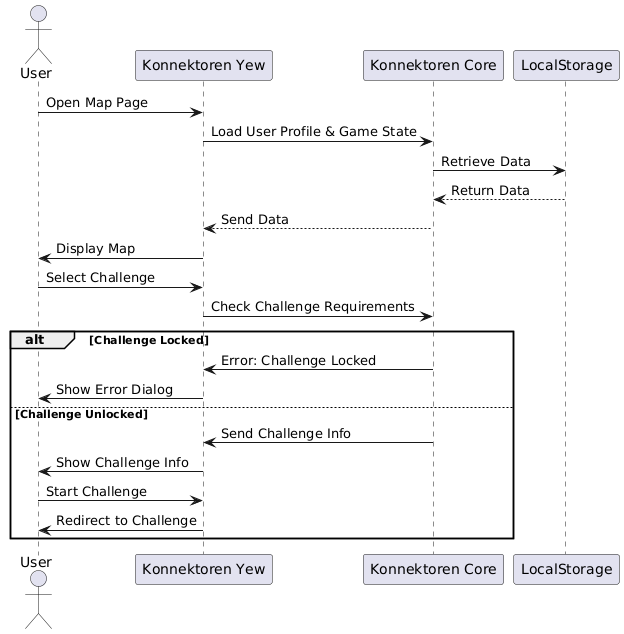 User
Konnektoren Yew
Konnektoren Core
LocalStorage
Open Map Page
Load User Profile & Game State
Retrieve Data
Return Data
Send Data
Display Map
Select Challenge
Check Challenge Requirements
alt
[Challenge Locked]
Error: Challenge Locked
Show Error Dialog
[Challenge Unlocked]
Send Challenge Info
Show Challenge Info
Start Challenge
Redirect to Challenge
User
Konnektoren Yew
Konnektoren Core
LocalStorage